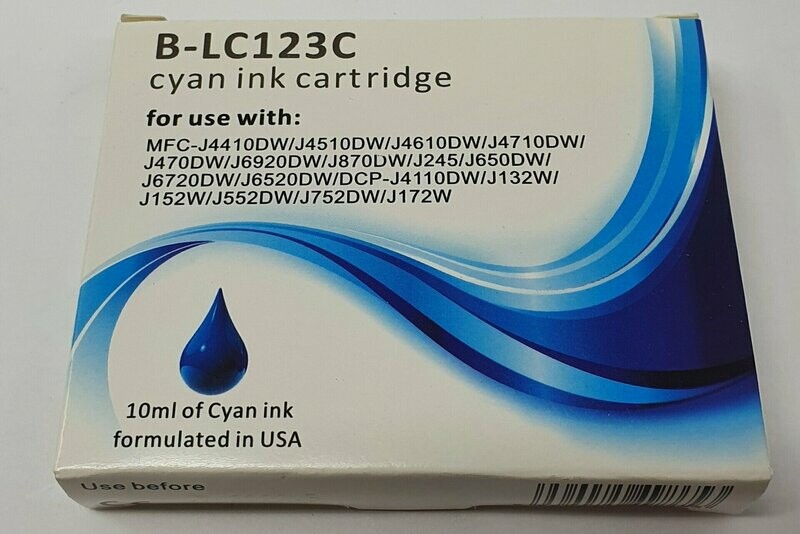 B-LC123C
cyan ink cartridge
for use with:
MFC-J4410DW/J4510DW/J4610DW/J4710DW/
J470DW/J6920DW/J870DW/J245/J650DW/
J6720DW/J6520DW/DCP-J4110DW/J132W/
J152W/J552DW/J752DW/J172W
10ml of Cyan ink
formulated in USA
Use before